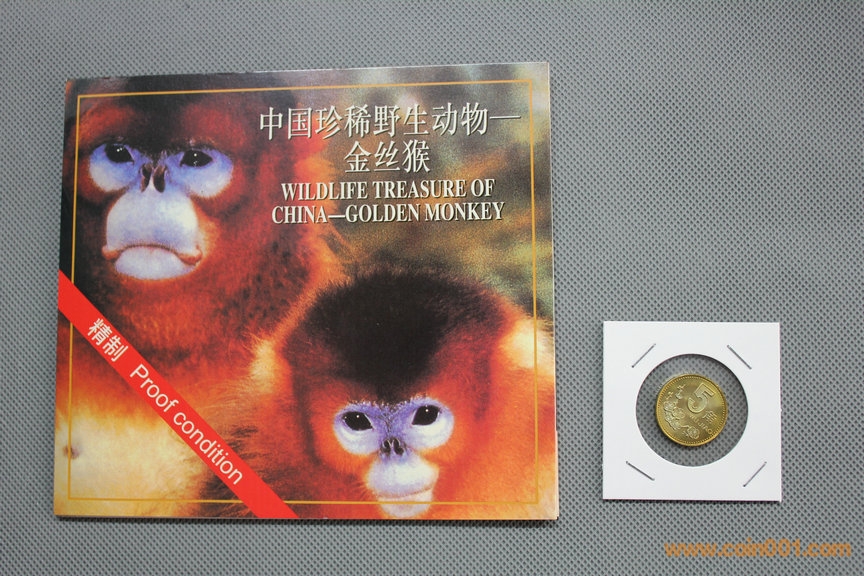 中国珍稀野生动物—
金丝猴
WILDLIFE TREASURE OF
CHINA—GOLDEN MONKEY
精制 Proof condition
5
www.coin001.com